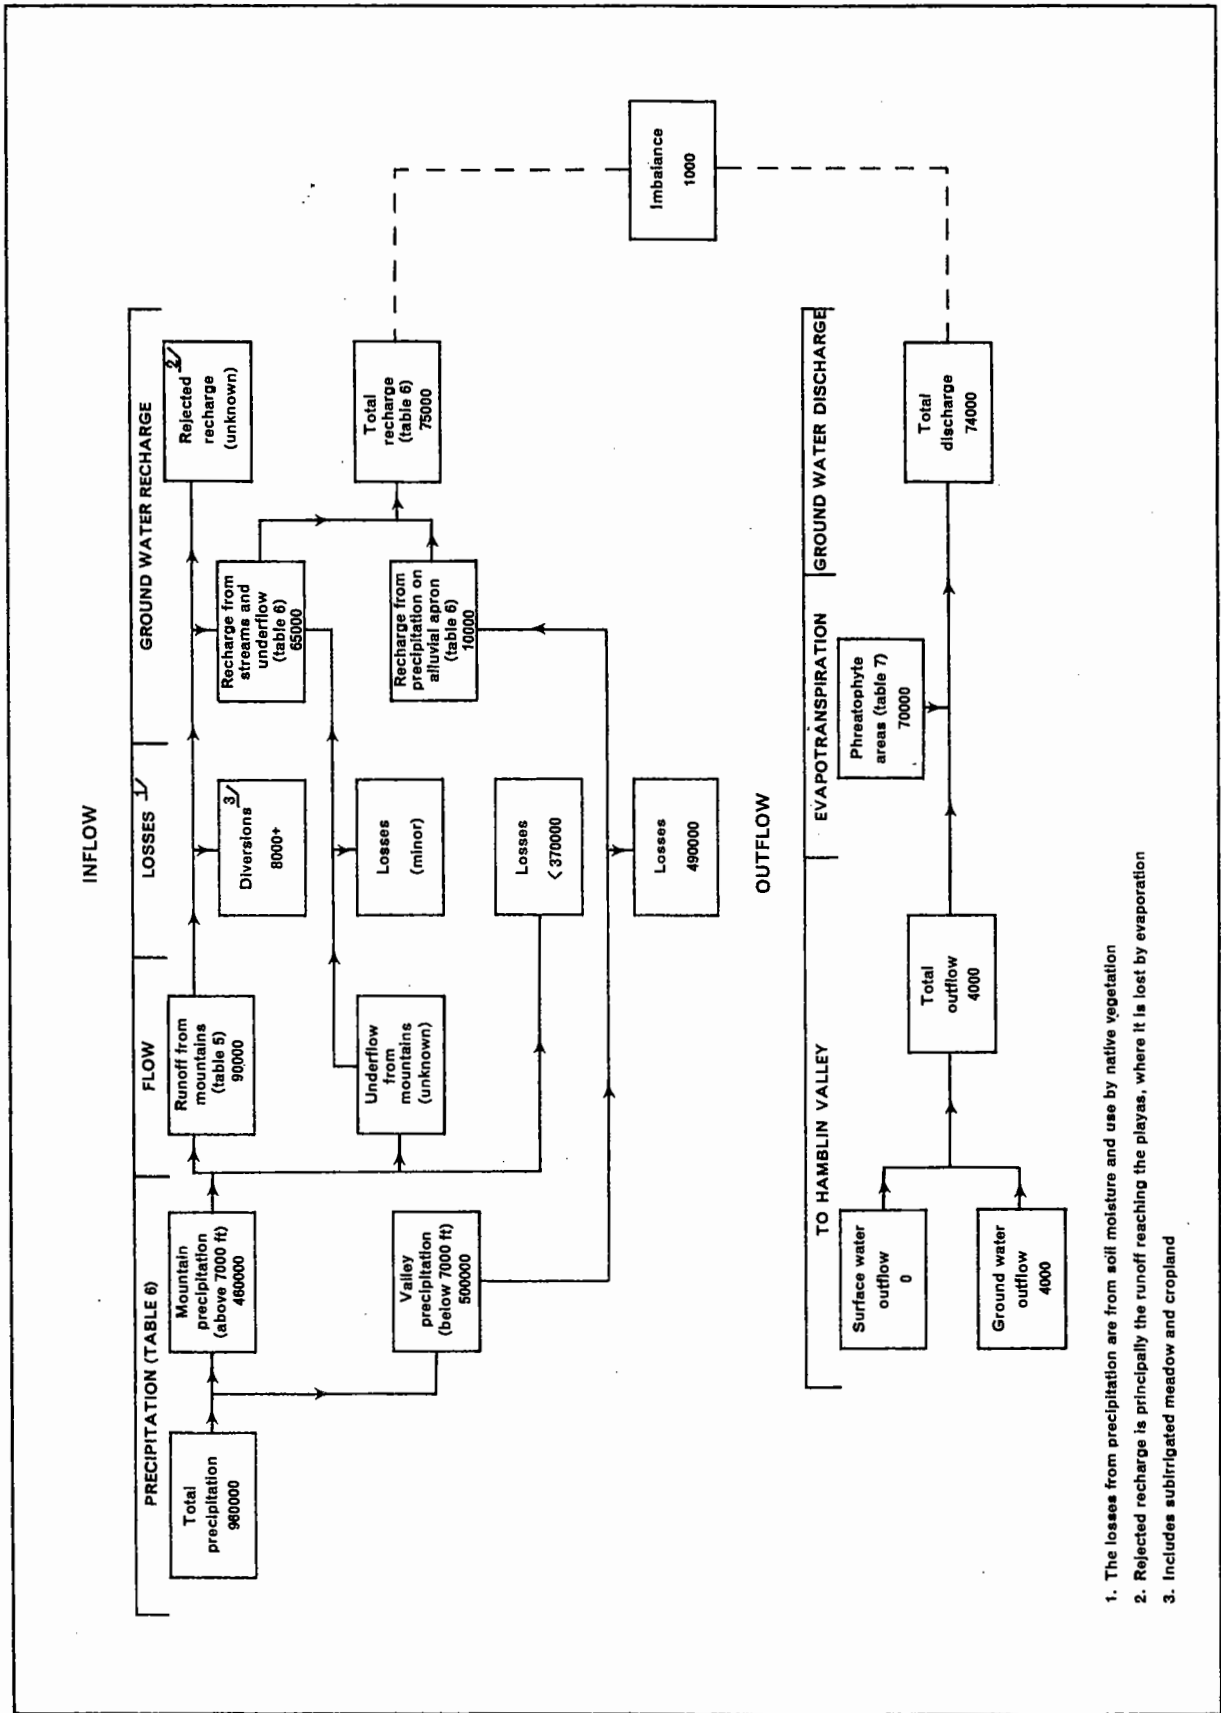 INFLOW
PRECIPITATION (TABLE 6)
FLOW
LOSSES 1/
GROUND WATER RECHARGE
Total
precipitation
960000
Mountain
precipitation
(above 7000 ft)
460000
Valley
precipitation
(below 7000 ft)
500000
Runoff from
mountains
(table 5)
90000
Underflow
from
mountains
(unknown)
3/
Diversions
8000+
Losses
(minor)
Losses
<370000
Losses
490000
Recharge from
streams and
underflow
(table 6)
65000
Recharge from
precipitation on
alluvial apron
(table 6)
10000
2/
Rejected
recharge
(unknown)
Total
recharge
(table 6)
75000
Imbalance
1000
OUTFLOW
TO HAMBLIN VALLEY
EVAPOTRANSPIRATION
GROUND WATER DISCHARGE
Surface water
outflow
0
Ground water
outflow
4000
Total
outflow
4000
Phreatophyte
areas (table 7)
70000
Total
discharge
74000
1. The losses from precipitation are from soil moisture and use by native vegetation
2. Rejected recharge is principally the runoff reaching the playas, where it is lost by evaporation
3. Includes subirrigated meadow and cropland